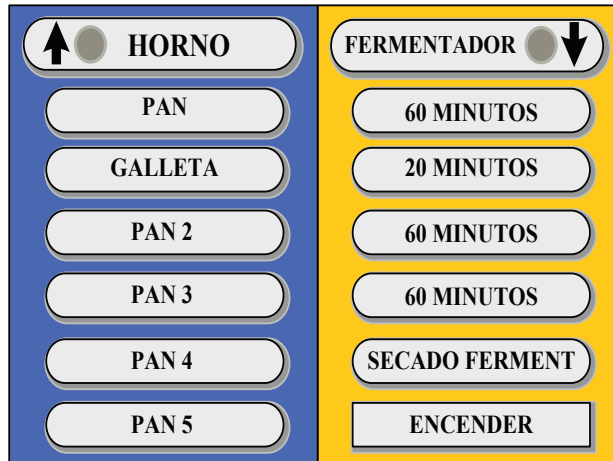 HORNO
PAN
GALLETA
PAN 2
PAN 3
PAN 4
PAN 5
FERMENTADOR
60 MINUTOS
20 MINUTOS
60 MINUTOS
60 MINUTOS
SECADO FERMENT
ENCENDER